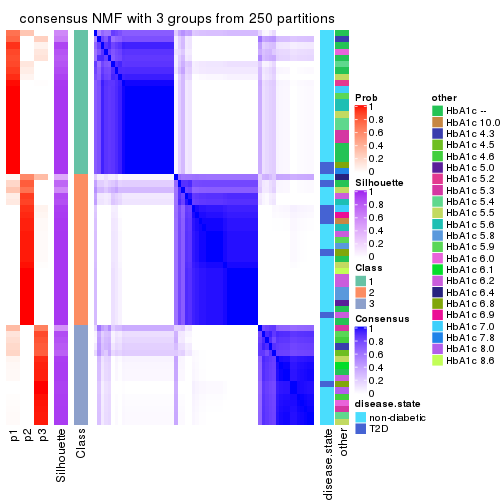 consensus NMF with 3 groups from 250 partitions
Prob
1
0.8
0.6
0.4
0.2
0
Silhouette
1
0.8
0.6
0.4
0.2
0
Class
1
2
3
Consensus
1
0.8
0.6
0.4
0.2
0
disease.state
non-diabetic
T2D
other
HbA1c --
HbA1c 10.0
HbA1c 4.3
HbA1c 4.5
HbA1c 4.6
HbA1c 5.0
HbA1c 5.2
HbA1c 5.3
HbA1c 5.4
HbA1c 5.5
HbA1c 5.6
HbA1c 5.8
HbA1c 5.9
HbA1c 6.0
HbA1c 6.1
HbA1c 6.2
HbA1c 6.4
HbA1c 6.8
HbA1c 6.9
HbA1c 7.0
HbA1c 7.8
HbA1c 8.0
HbA1c 8.6
p1
p2
p3
Silhouette
Class
disease.state
other